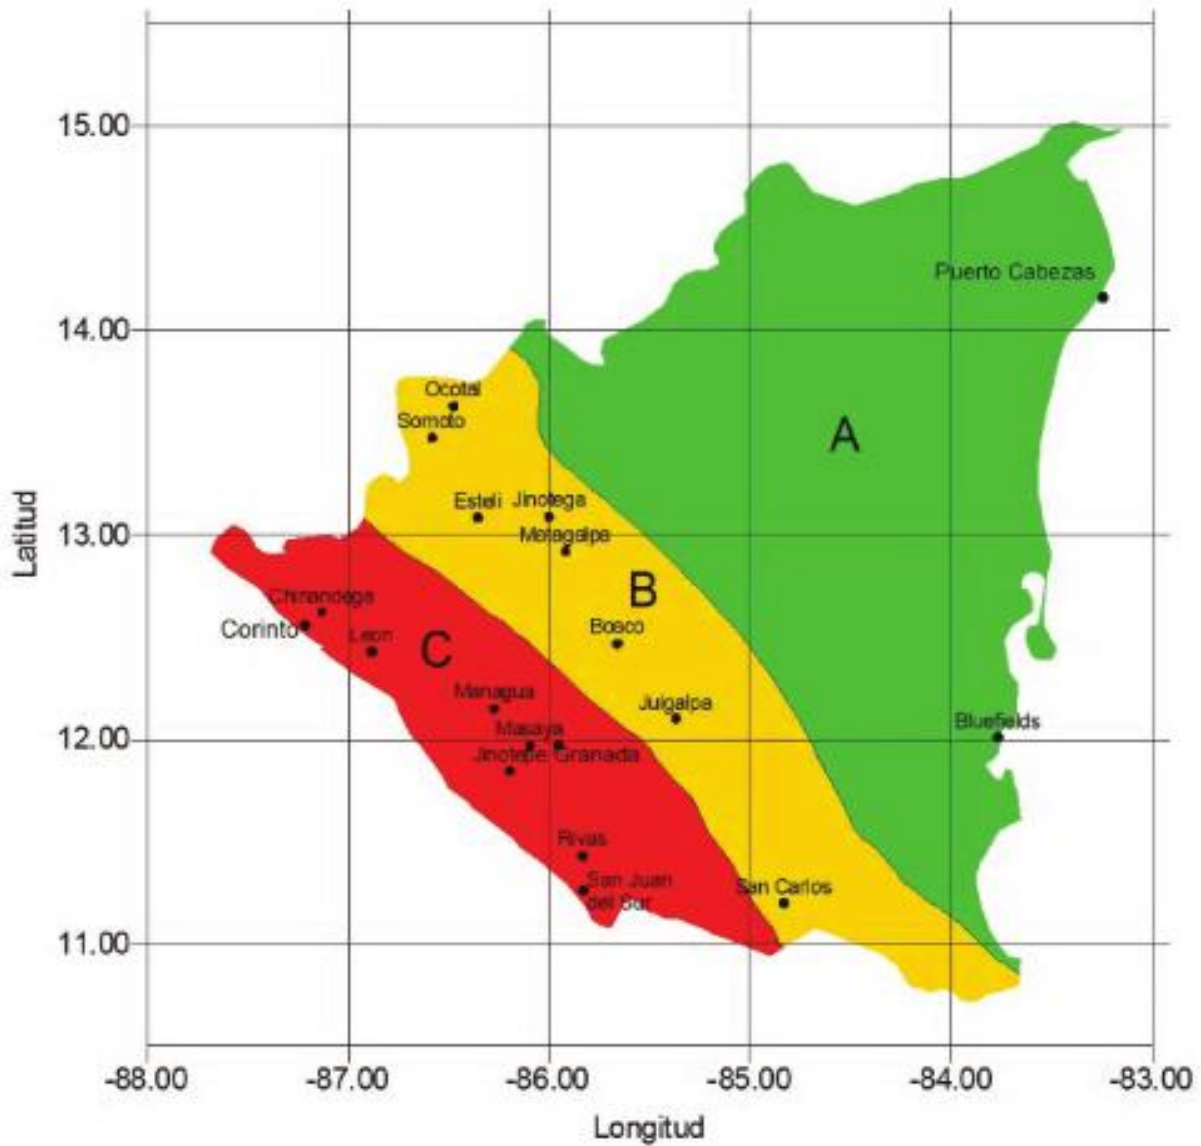 15.00
Puerto Cabezas
14.00
Ocotal
Somoto
A
Esteli Jinotega
13.00
Matagalpa
Latitud
B
Chinandega
Corinto
Leon
Bosco
C
Managua
Juigalpa
Masaya
Bluefields
12.00
Jinotepe Granada
Rivas
San Juan
del Sur
San Carlos
11.00
-88.00 -87.00 -86.00 -85.00 -84.00 -83.00
Longitud